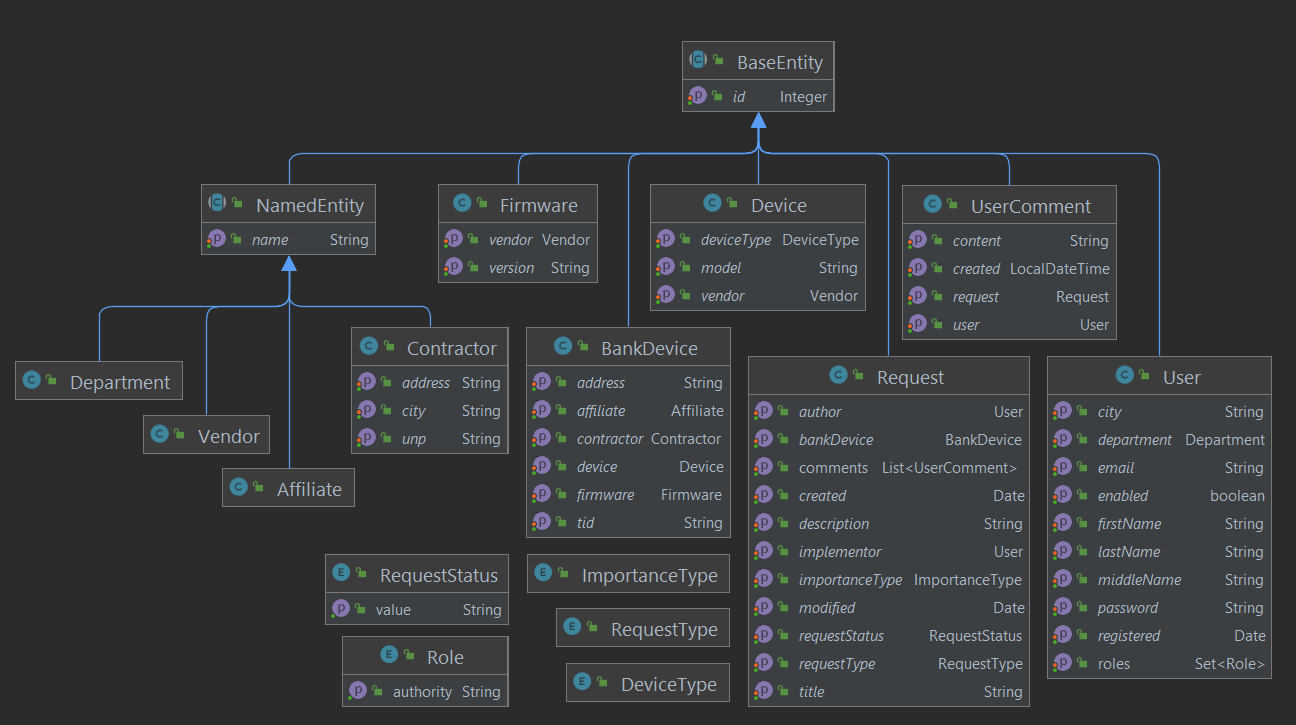 BaseEntity
id Integer
NamedEntity
name String
Firmware
vendor Vendor
version String
Device
deviceType DeviceType
model String
vendor Vendor
UserComment
content String
created LocalDateTime
request Request
user User
Department
Vendor
Affiliate
Contractor
address String
city String
unp String
BankDevice
address String
affiliate Affiliate
contractor Contractor
device Device
firmware Firmware
tid String
Request
author User
bankDevice BankDevice
comments List<UserComment>
created Date
description String
implementor User
importanceType ImportanceType
modified Date
requestStatus RequestStatus
requestType RequestType
title String
User
city String
department Department
email String
enabled boolean
firstName String
lastName String
middleName String
password String
registered Date
roles Set<Role>
RequestStatus
value String
Role
authority String
ImportanceType
RequestType
DeviceType